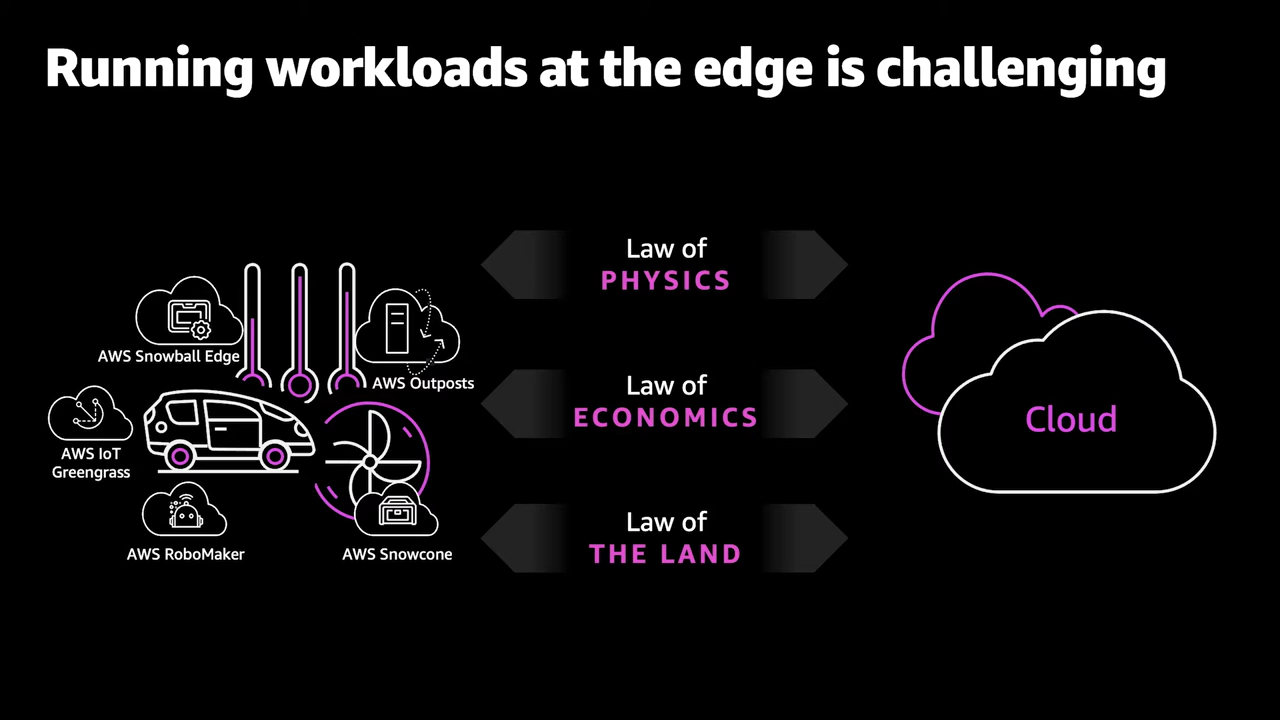 Running workloads at the edge is challenging
AWS Snowball Edge
AWS Outposts
AWS IoT
Greengrass
AWS RoboMaker
AWS Snowcone
Law of
PHYSICS
Law of
ECONOMICS
Law of
THE LAND
Cloud